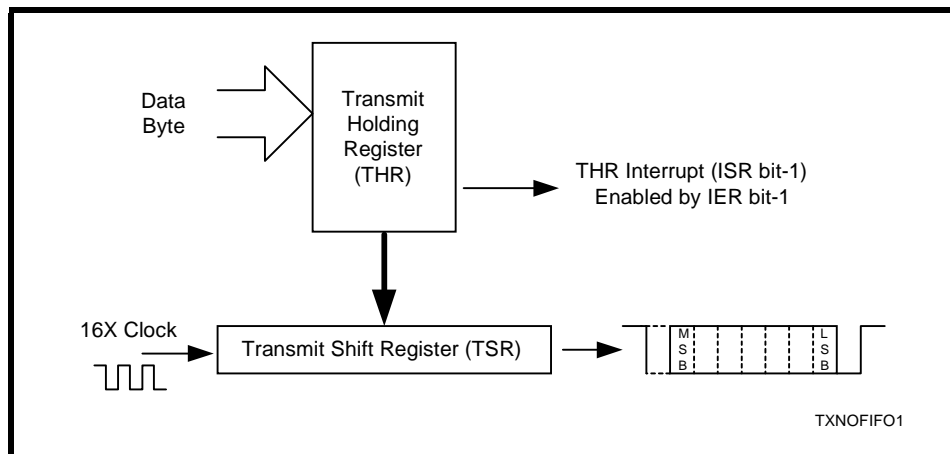 Data
Byte
Transmit
Holding
Register
(THR)
THR Interrupt (ISR bit-1)
Enabled by IER bit-1
16X Clock
Transmit Shift Register (TSR)
M
S
B
L
S
B
TXNOFIFO1